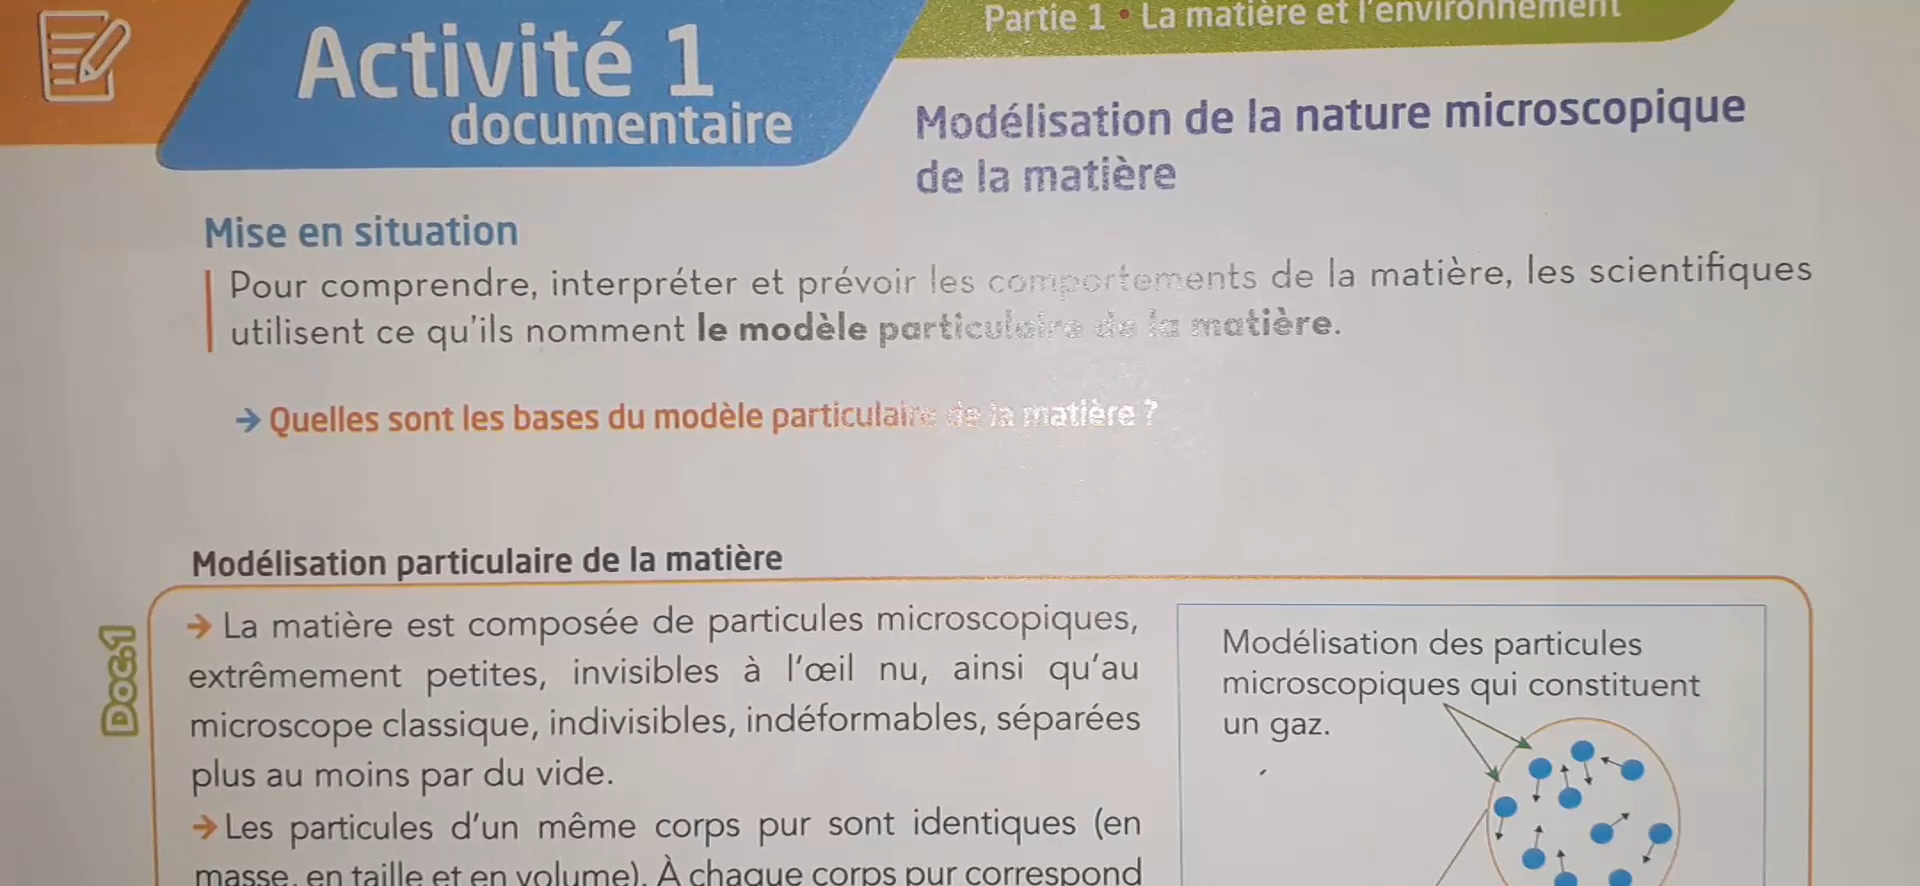 Partie 1 • La matière et l'environnement
Activité 1
documentaire
Modélisation de la nature microscopique
de la matière
Mise en situation
Pour comprendre, interpréter et prévoir les comportements de la matière, les scientifiques
utilisent ce qu'ils nomment le modèle particulaire de la matière.
→ Quelles sont les bases du modèle particulaire de la matière ?
Modélisation particulaire de la matière
Doc.1
→ La matière est composée de particules microscopiques,
extrêmement petites, invisibles à l'œil nu, ainsi qu'au
microscope classique, indivisibles, indéformables, séparées
plus au moins par du vide.
→ Les particules d'un même corps pur sont identiques (en
masse, en taille et en volume). À chaque corps pur correspond
Modélisation des particules
microscopiques qui constituent
un gaz.